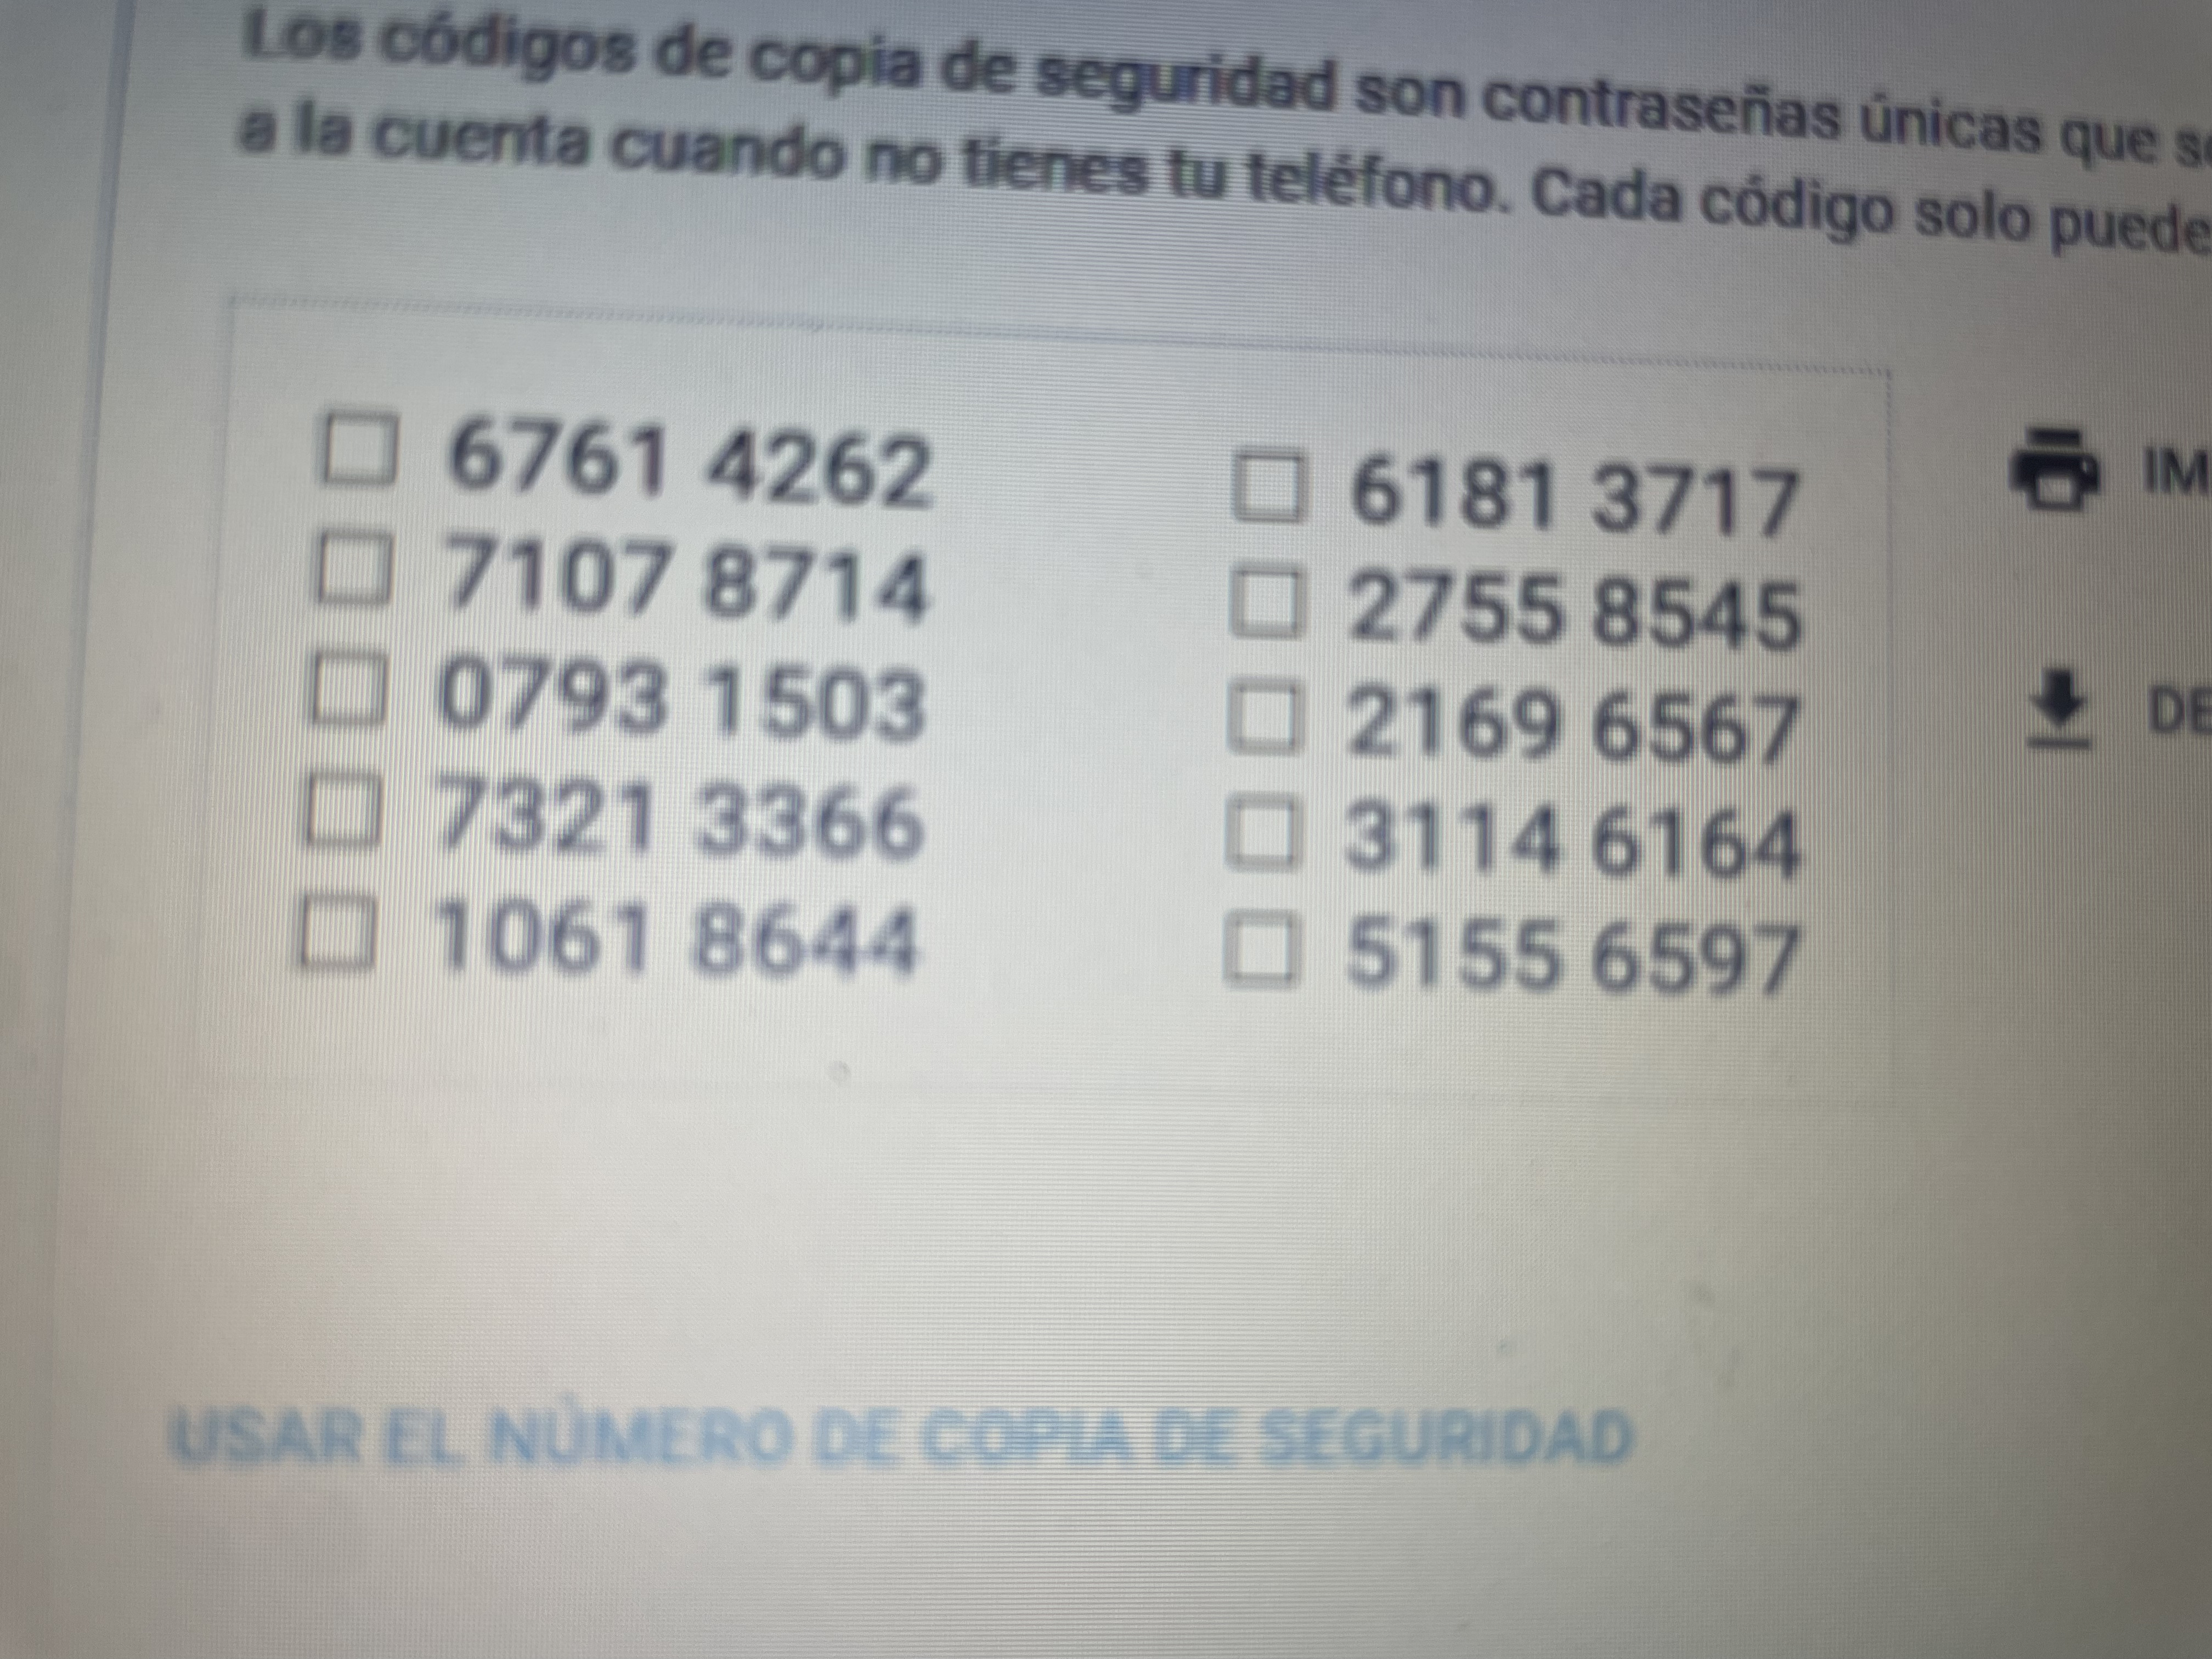 Los códigos de copia de seguridad son contraseñas únicas que se
a la cuenta cuando no tienes tu teléfono. Cada código solo puede
6761 4262
7107 8714
0793 1503
7321 3366
1061 8644
6181 3717
2755 8545
2169 6567
3114 6164
5155 6597
IM
DE
USAR EL NÚMERO DE COPIA DE SEGURIDAD